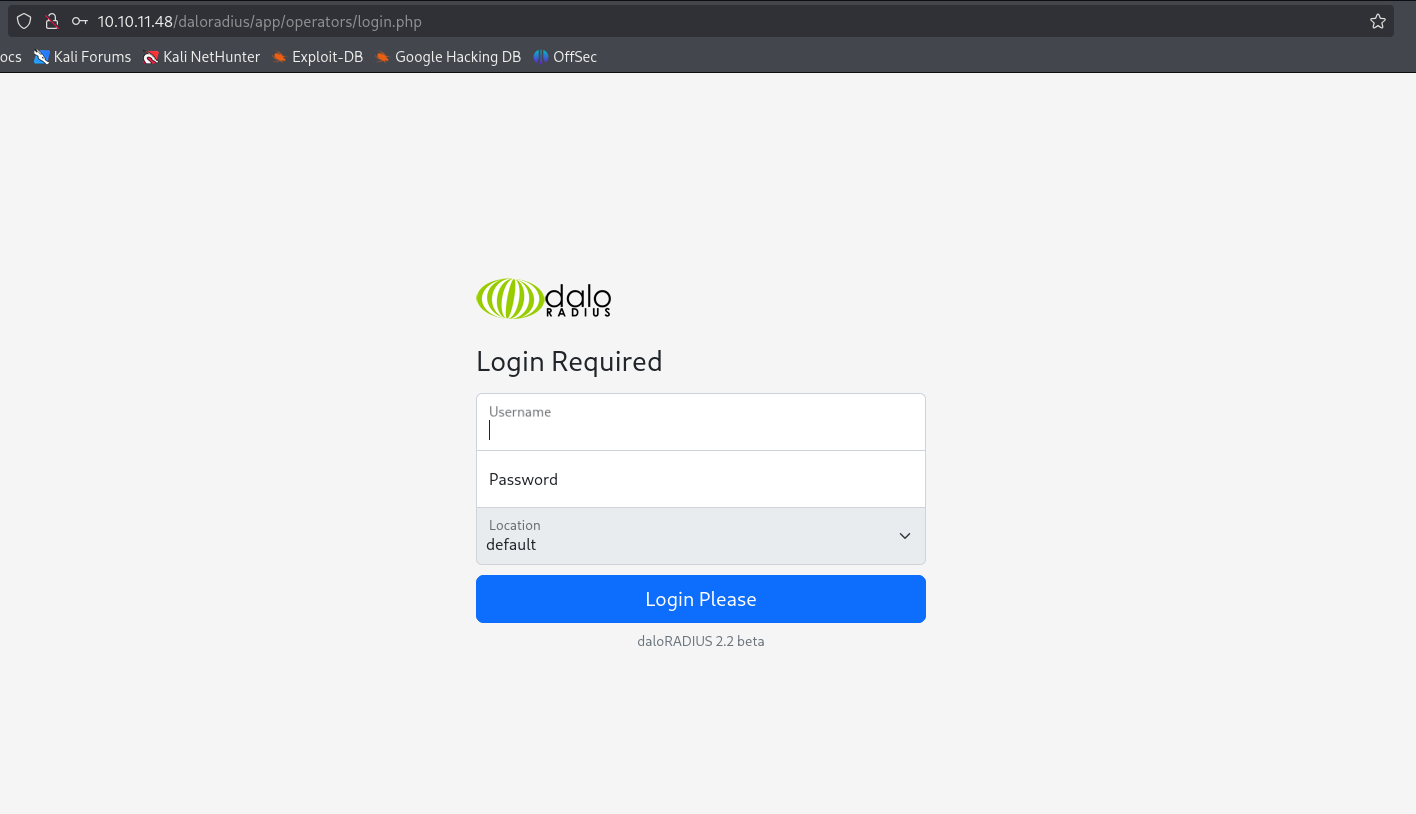 10.10.11.48/daloradius/app/operators/login.php
ocs Kali Forums Kali NetHunter Exploit-DB Google Hacking DB OffSec
dalo
RADIUS
Login Required
Username
Password
Location
default
Login Please
daloRADIUS 2.2 beta